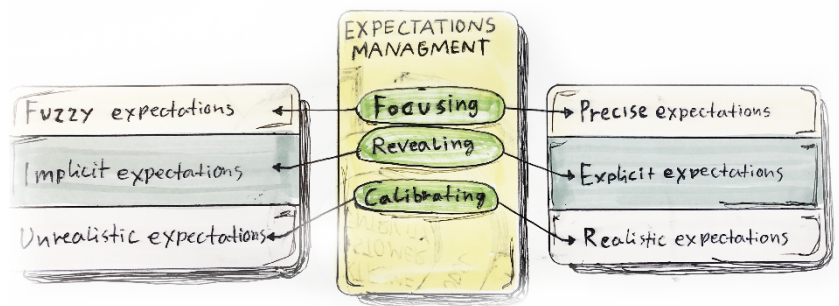 EXPECTATIONS
MANAGMENT
Fuzzy expectations
Focusing
Precise expectations
Implicit expectations
Revealing
Explicit expectations
Unrealistic expectations
Calibrating
Realistic expectations